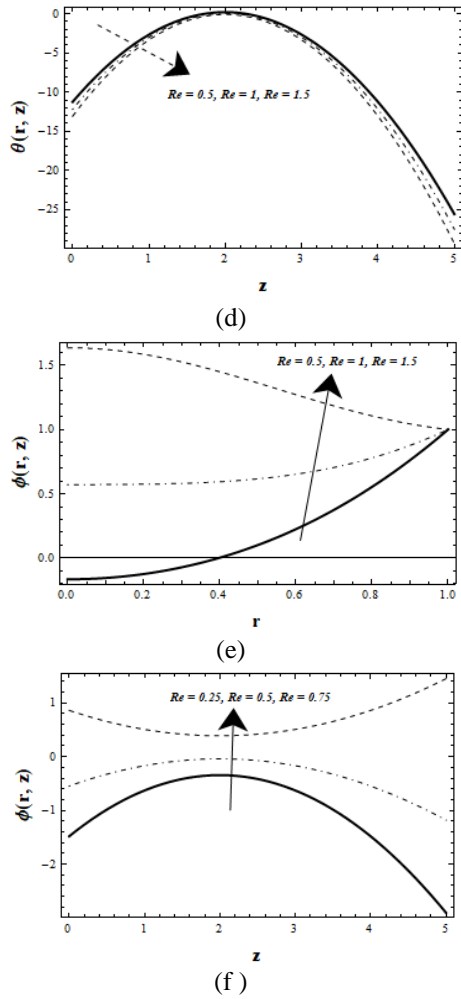 0
−5
−10
−15
−20
−25
θ(r, z)
Re = 0.5, Re = 1, Re = 1.5
0 1 2 3 4 5
z
(d)
1.5
1.0
0.5
0.0
ϕ(r, z)
Re = 0.5, Re = 1, Re = 1.5
0.0 0.2 0.4 0.6 0.8 1.0
r
(e)
1
0
−1
−2
ϕ(r, z)
Re = 0.25, Re = 0.5, Re = 0.75
0 1 2 3 4 5
z
(f )